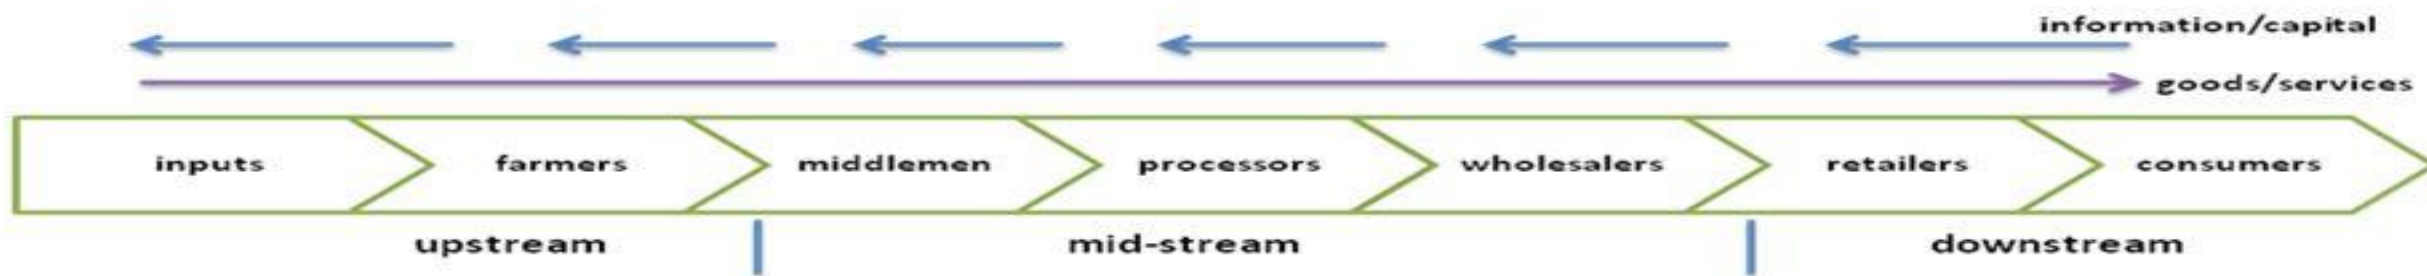 information/capital
goods/services
inputs farmers middlemen processors wholesalers retailers consumers
upstream mid-stream downstream